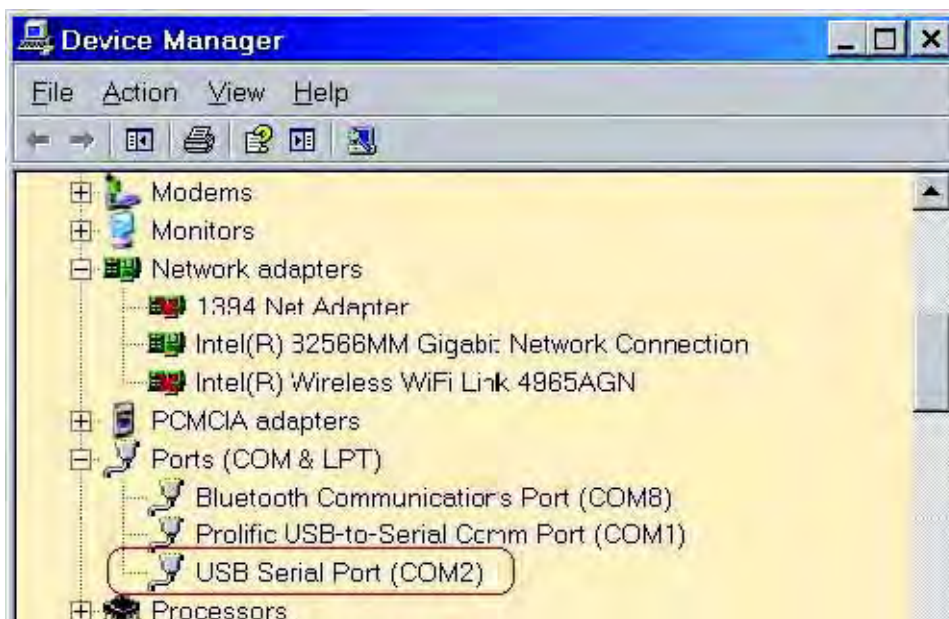 Device Manager
File Action View Help
Modems
Monitors
Network adapters
1394 Net Adapter
Intel(R) 82566MM Gigabit Network Connection
Intel(R) Wireless WiFi Link 4965AGN
PCMCIA adapters
Ports (COM & LPT)
Bluetooth Communications Port (COM8)
Prolific USB-to-Serial Comm Port (COM1)
USB Serial Port (COM2)
Processors